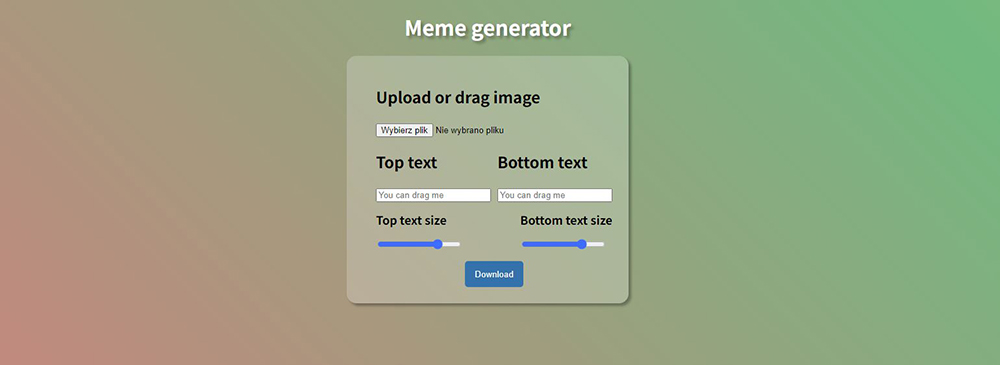 Meme generator
Upload or drag image
Wybierz plik Nie wybrano pliku
Top text Bottom text
You can drag me You can drag me
Top text size Bottom text size
Download